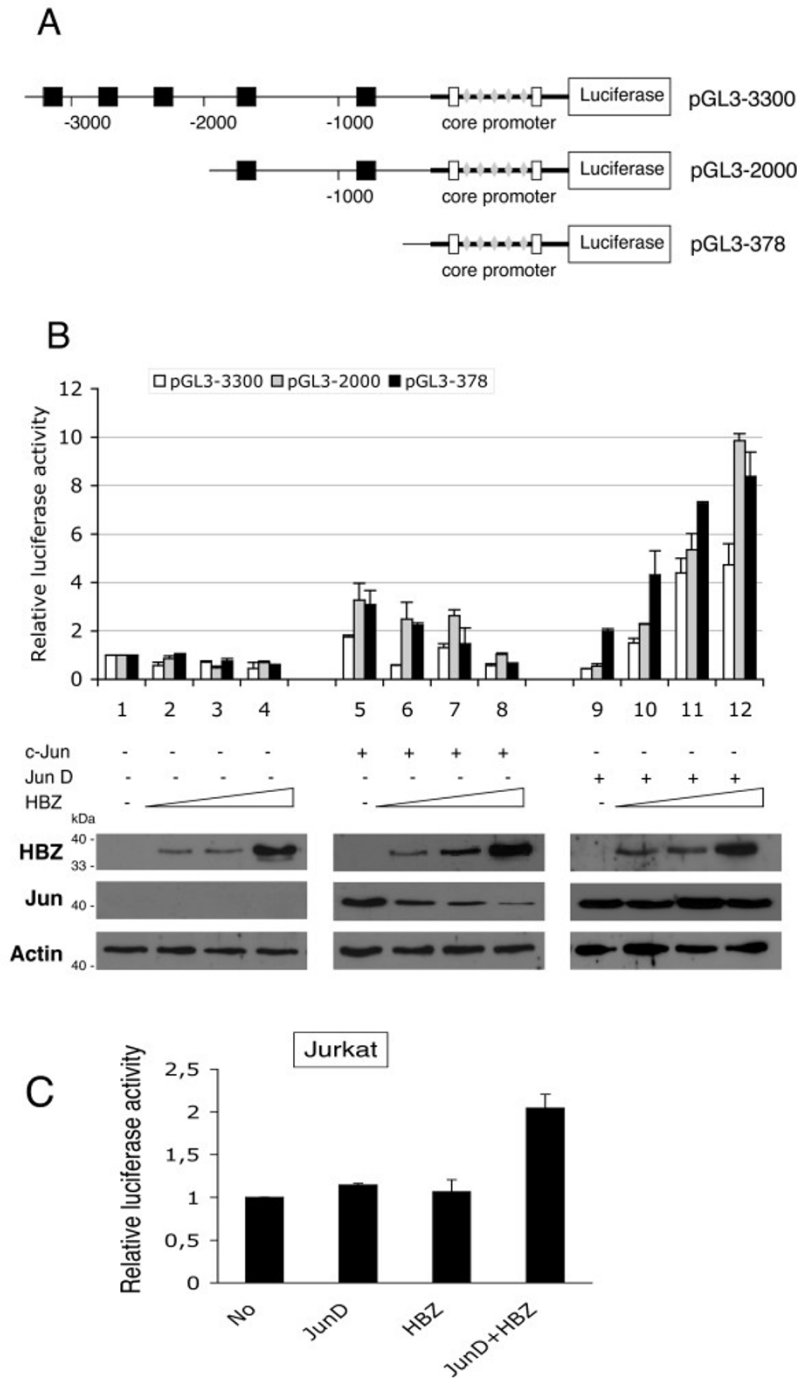 A
Luciferase
pGL3-3300
-3000
-2000
-1000
core promoter
Luciferase
pGL3-2000
-1000
core promoter
Luciferase
pGL3-378
core promoter
B
pGL3-3300 pGL3-2000 pGL3-378
Relative luciferase activity
12
10
8
6
4
2
0
1 2 3 4 5 6 7 8 9 10 11 12
c-Jun - - - - + + + + - - - -
Jun D - - - - - - - - + + + +
HBZ - - -
kDa
HBZ
40 -
33 -
Jun
40 -
Actin
40 -
C
Jurkat
Relative luciferase activity
2,5
2
1,5
1
0,5
0
No JunD HBZ JunD+HBZ